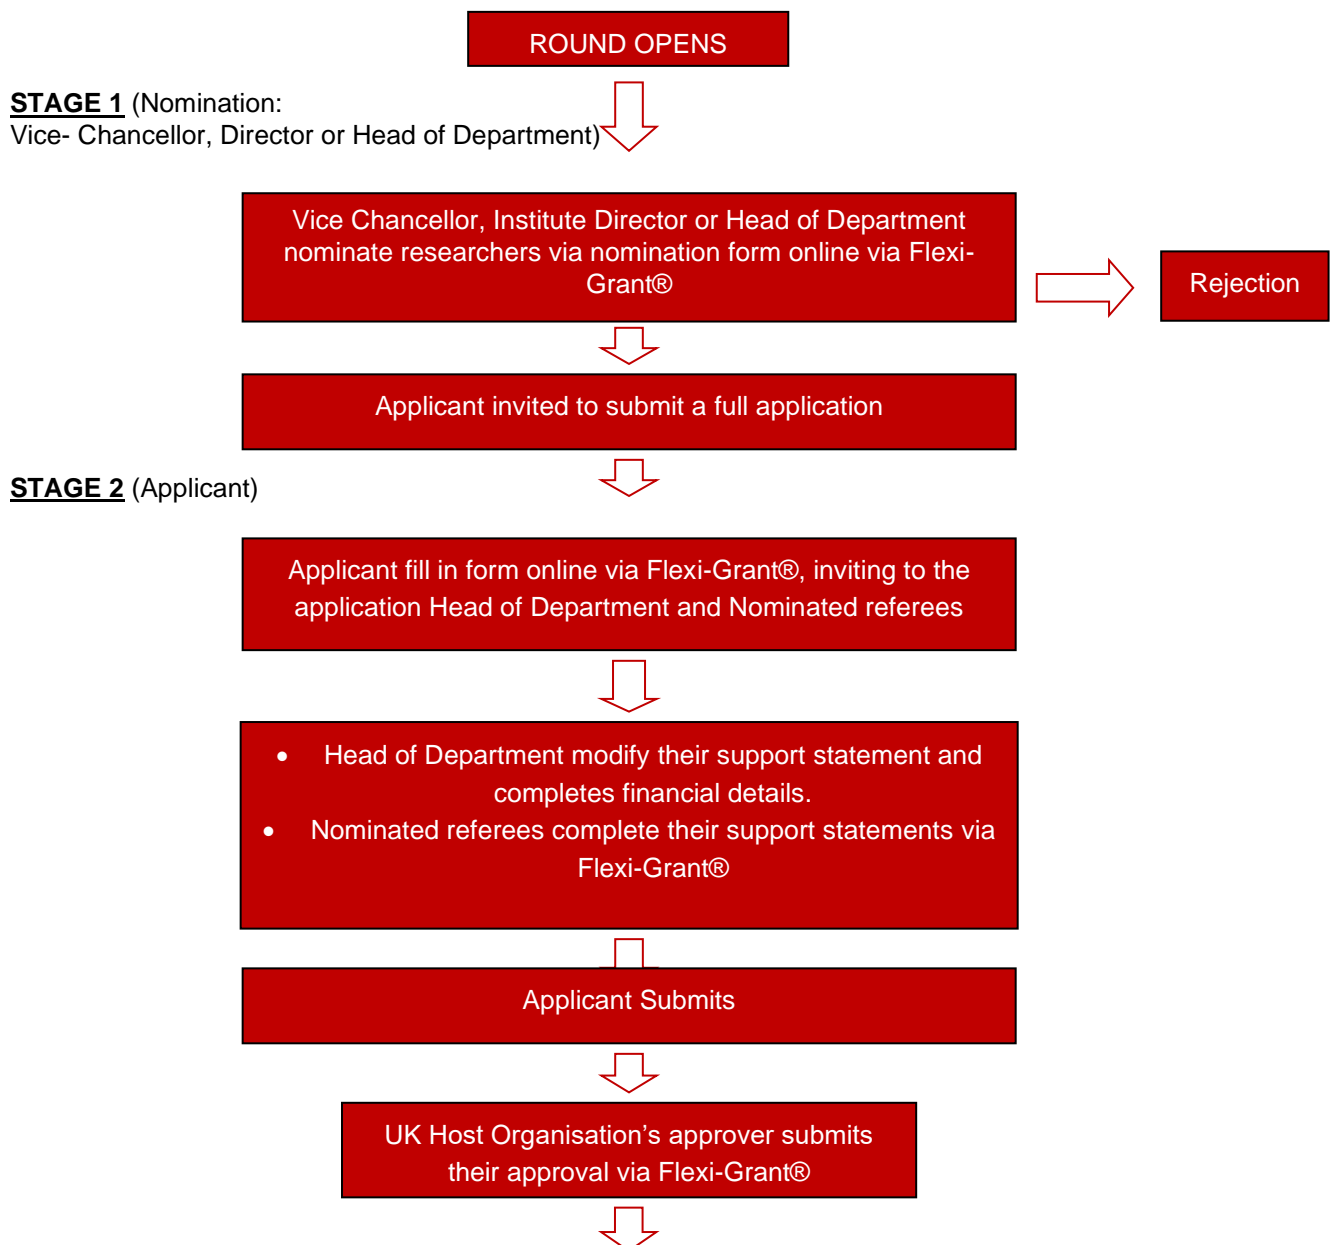 ROUND OPENS
STAGE 1 (Nomination:
Vice- Chancellor, Director or Head of Department)
Vice Chancellor, Institute Director or Head of Department
nominate researchers via nomination form online via Flexi-
Grant®
Rejection
Applicant invited to submit a full application
STAGE 2 (Applicant)
Applicant fill in form online via Flexi-Grant®, inviting to the
application Head of Department and Nominated referees
• Head of Department modify their support statement and
completes financial details.
• Nominated referees complete their support statements via
Flexi-Grant®
Applicant Submits
UK Host Organisation’s approver submits
their approval via Flexi-Grant®